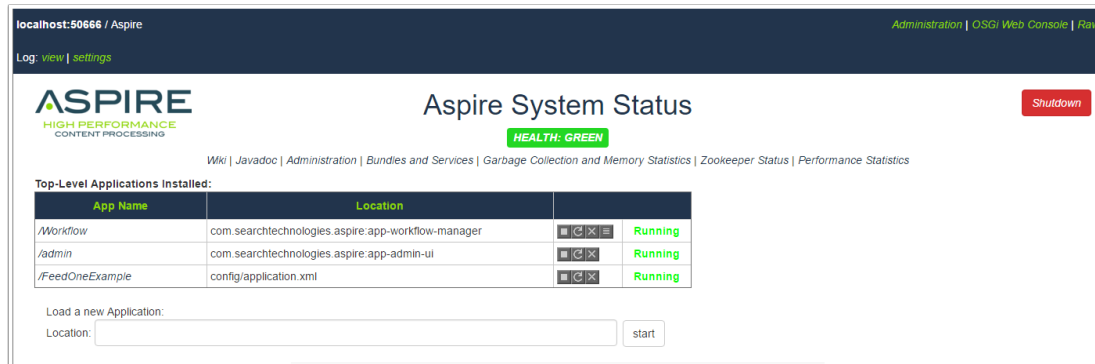 localhost:50666 / Aspire
Administration | OSGi Web Console | Raw
Log: view | settings
ASPIRE
HIGH PERFORMANCE
CONTENT PROCESSING
Aspire System Status
Shutdown
HEALTH: GREEN
Wiki | Javadoc | Administration | Bundles and Services | Garbage Collection and Memory Statistics | Zookeeper Status | Performance Statistics
Top-Level Applications Installed:
App Name Location
/Workflow com.searchtechnologies.aspire:app-workflow-manager Running
/admin com.searchtechnologies.aspire:app-admin-ui Running
/FeedOneExample config/application.xml Running
Load a new Application:
Location: start